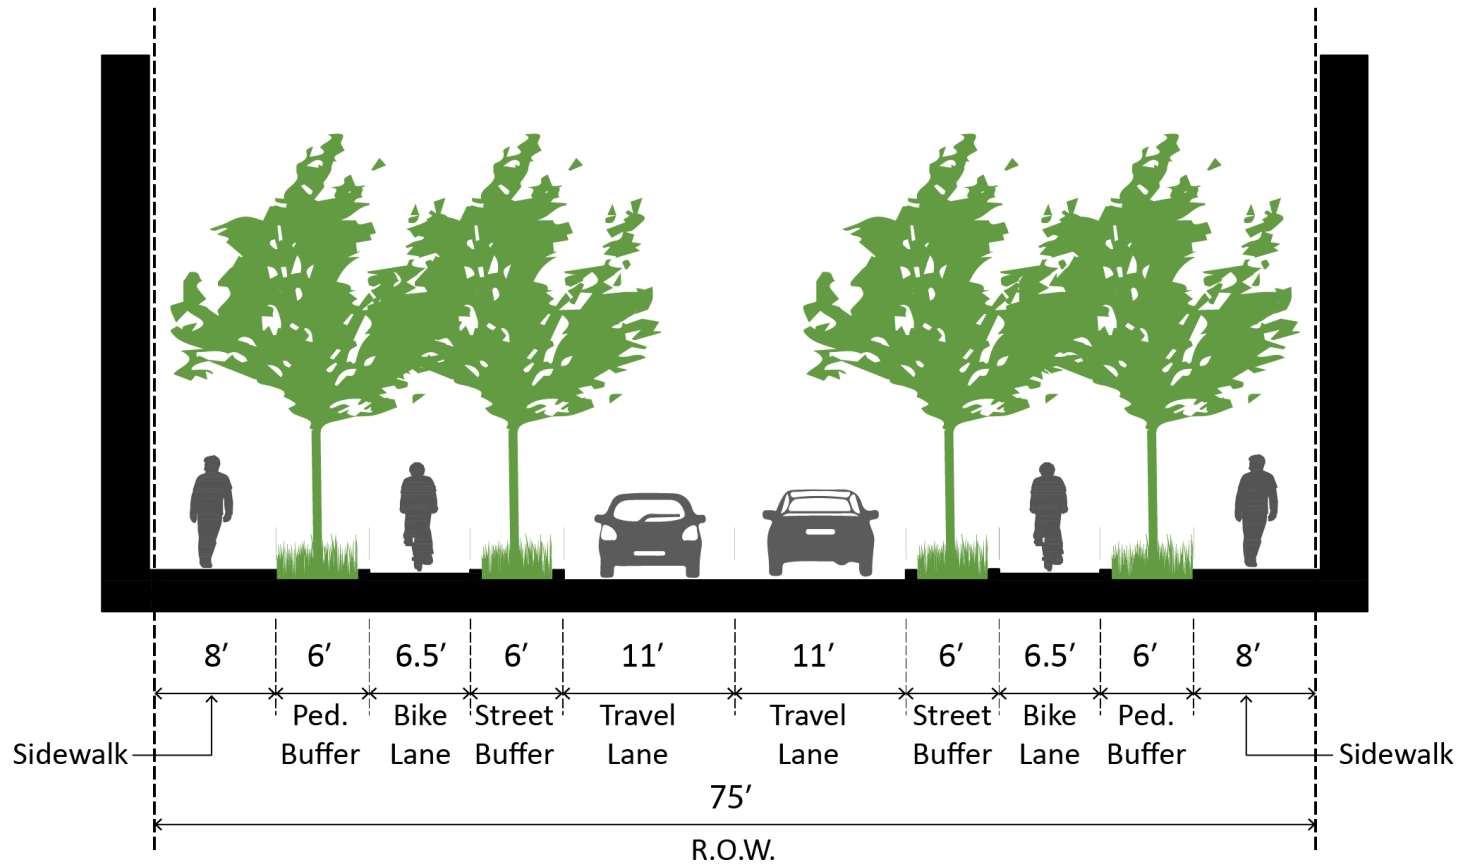 8′ 6′ 6.5′ 6′ 11′ 11′ 6′ 6.5′ 6′ 8′
Ped. Bike Street Travel Travel Street Bike Ped.
Sidewalk Buffer Lane Buffer Lane Lane Buffer Lane Buffer Sidewalk
75′
R.O.W.